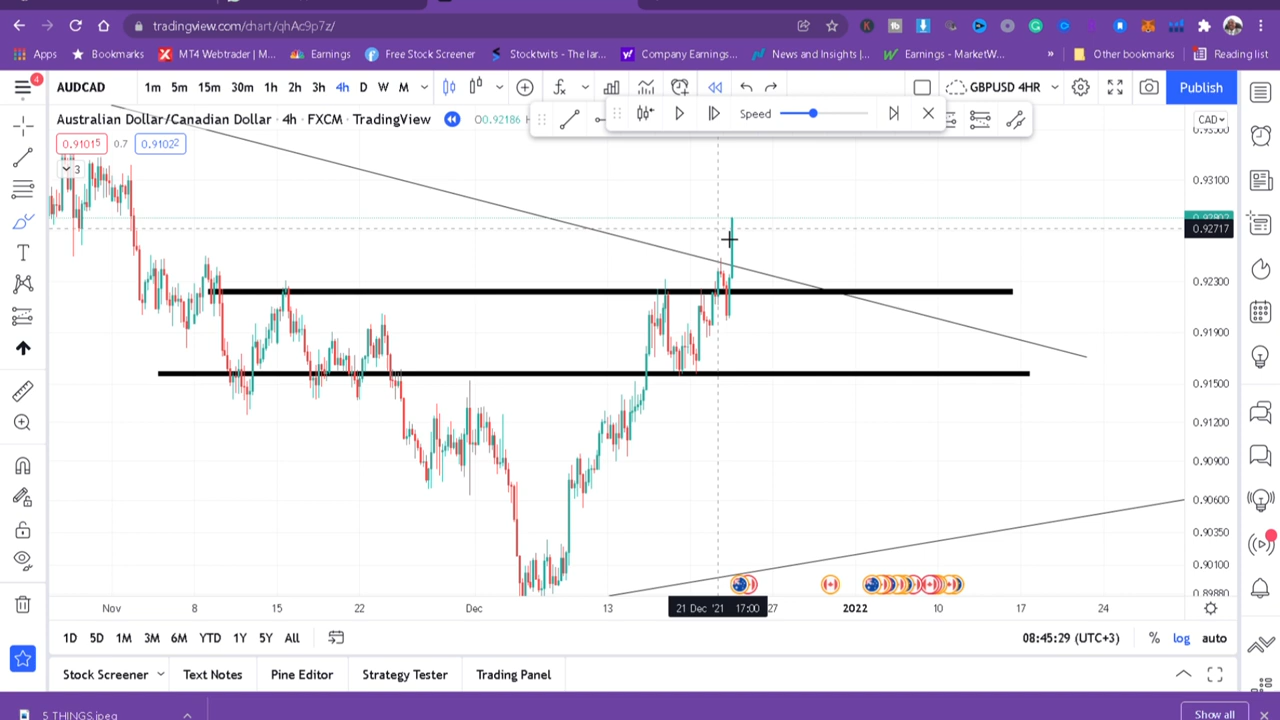 tradingview.com/chart/qhAc9p7z/
Apps Bookmarks MT4 Webtrader | M... Earnings Free Stock Screener Stocktwits - The lar... Company Earnings... News and Insights |... Earnings - MarketW... » Other bookmarks Reading list
4 AUDCAD 1m 5m 15m 30m 1h 2h 3h 4h D W M GBPUSD 4HR Publish
Speed
Australian Dollar/Canadian Dollar · 4h · FXCM · TradingView O0.92186 CAD
0.91015 0.7 0.91022
3
0.93100
0.92802
0.92717
0.92300
0.91900
0.91500
0.91200
0.90900
0.90600
0.90350
0.90100
0.89880
Nov 8 15 22 Dec 13 21 Dec '21 17:00 27 2022 10 17 24
1D 5D 1M 3M 6M YTD 1Y 5Y All 08:45:29 (UTC+3) % log auto
Stock Screener Text Notes Pine Editor Strategy Tester Trading Panel
5 THINGS.jpeg Show all